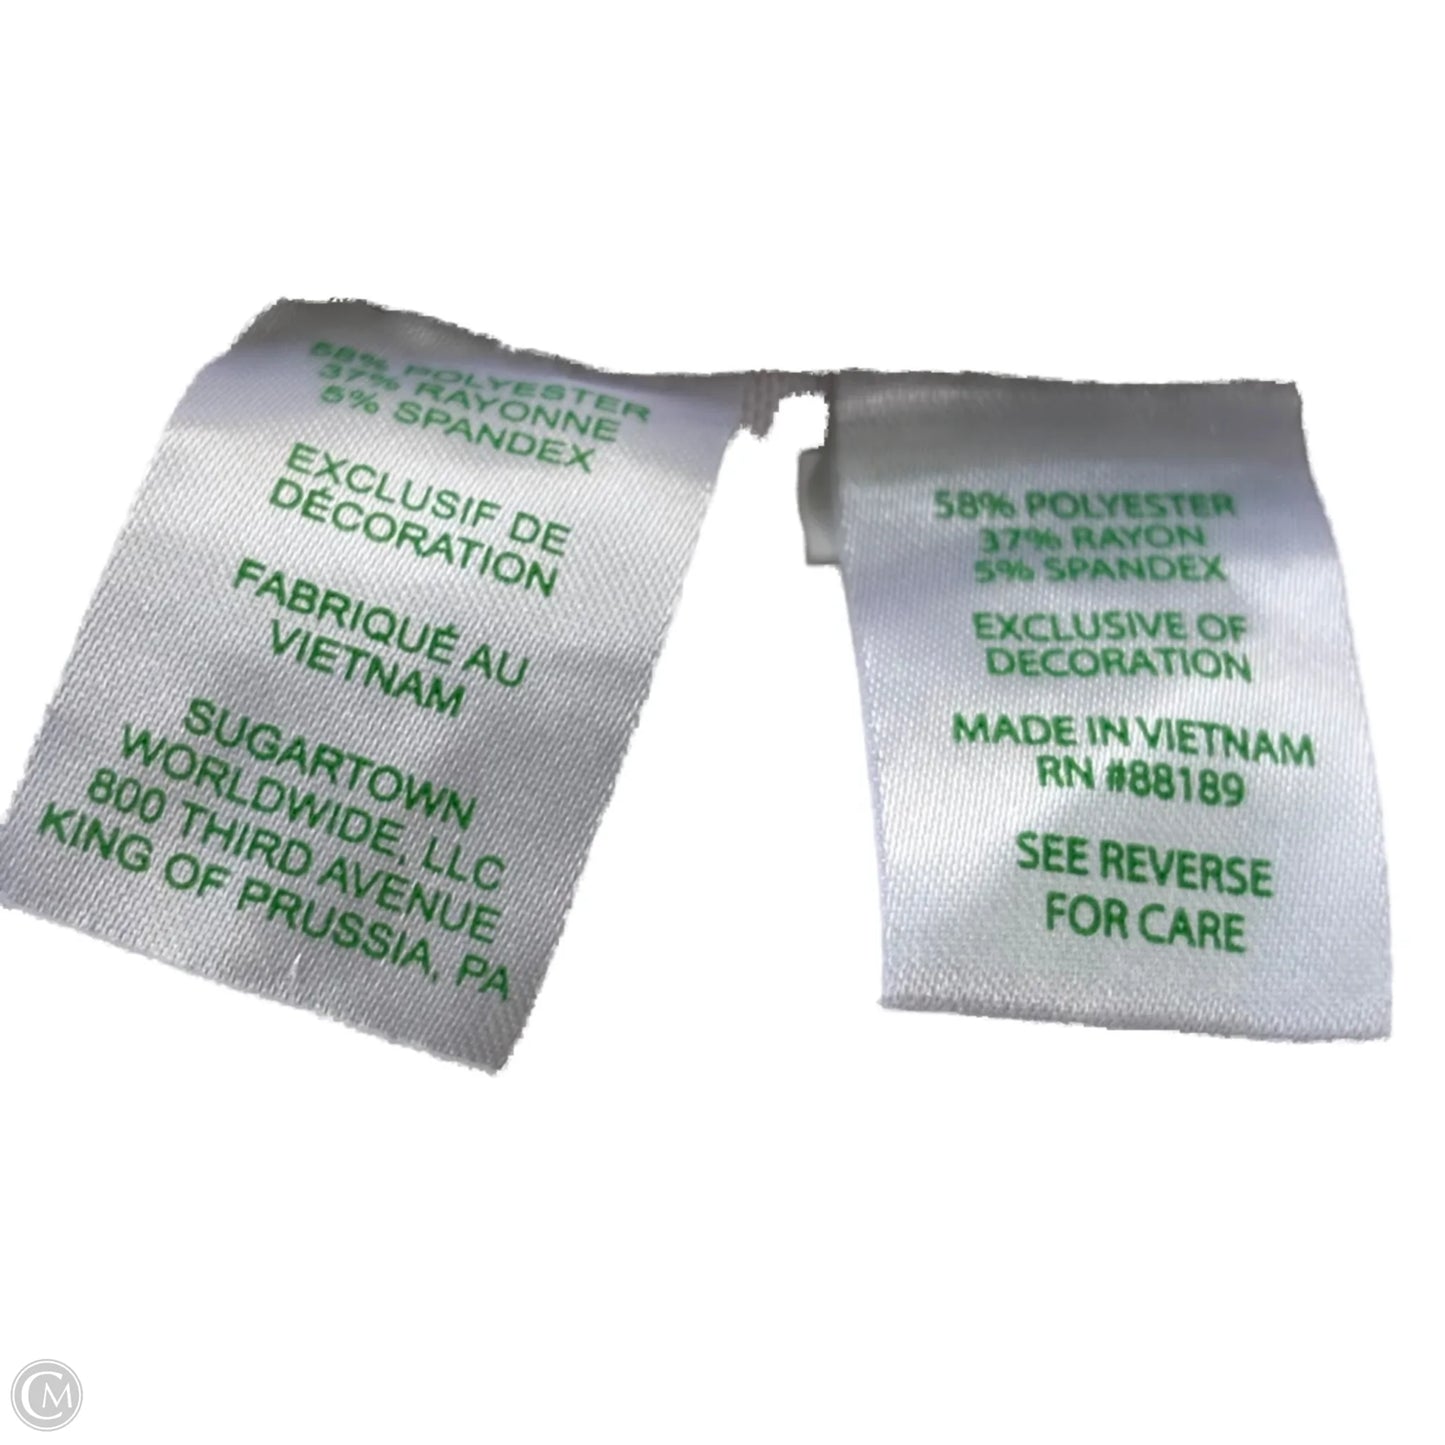 58% POLYESTER
37% RAYONNE
5% SPANDEX
EXCLUSIF DE
DÉCORATION
FABRIQUÉ AU
VIETNAM
SUGARTOWN
WORLDWIDE, LLC
800 THIRD AVENUE
KING OF PRUSSIA, PA
58% POLYESTER
37% RAYON
5% SPANDEX
EXCLUSIVE OF
DECORATION
MADE IN VIETNAM
RN #88189
SEE REVERSE
FOR CARE
CM